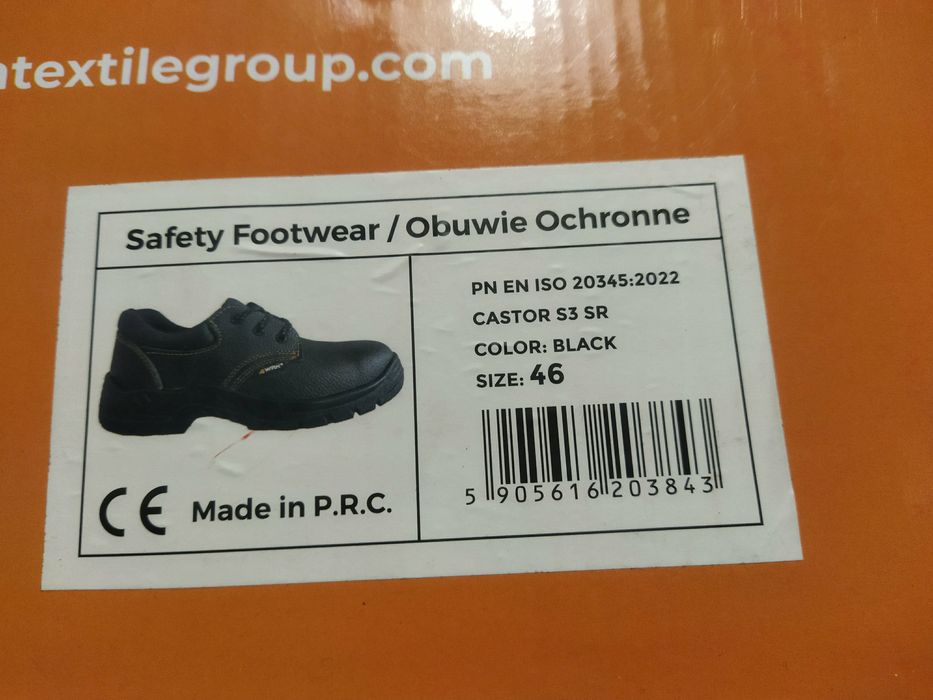 textilegroup.com
Safety Footwear / Obuwie Ochronne
PN EN ISO 20345:2022
CASTOR S3 SR
COLOR: BLACK
SIZE: 46
5 905616 203843
CE Made in P.R.C.